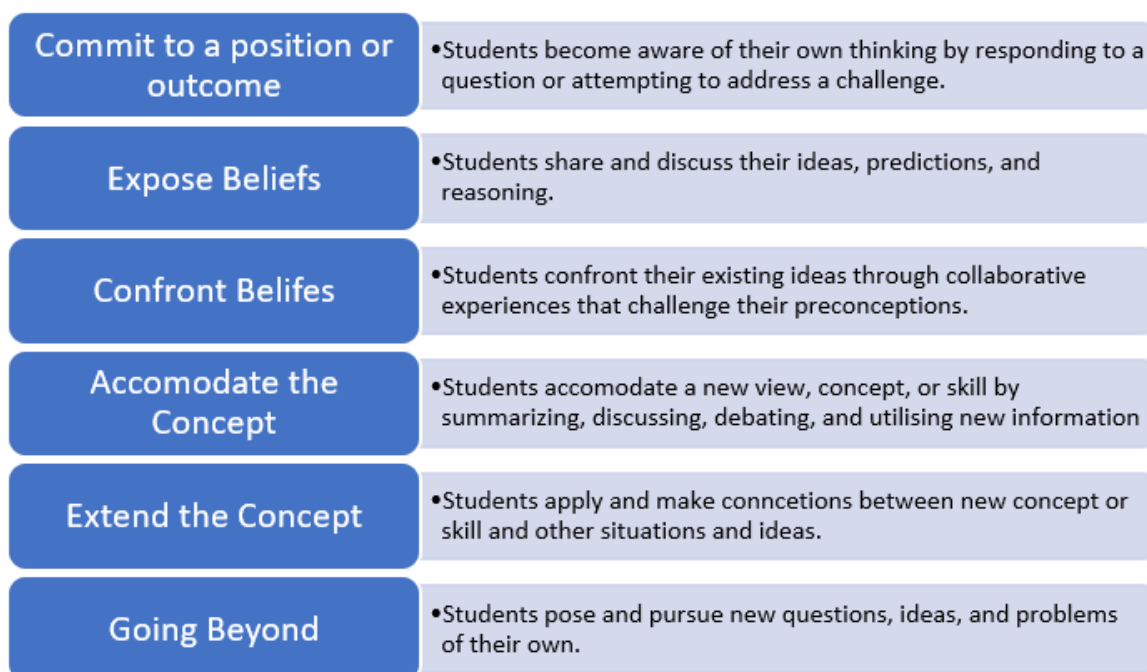 Commit to a position or
outcome
•Students become aware of their own thinking by responding to a
question or attempting to address a challenge.
Expose Beliefs
•Students share and discuss their ideas, predictions, and
reasoning.
Confront Belifes
•Students confront their existing ideas through collaborative
experiences that challenge their preconceptions.
Accomodate the
Concept
•Students accomodate a new view, concept, or skill by
summarizing, discussing, debating, and utilising new information
Extend the Concept
•Students apply and make conncetions between new concept or
skill and other situations and ideas.
Going Beyond
•Students pose and pursue new questions, ideas, and problems
of their own.